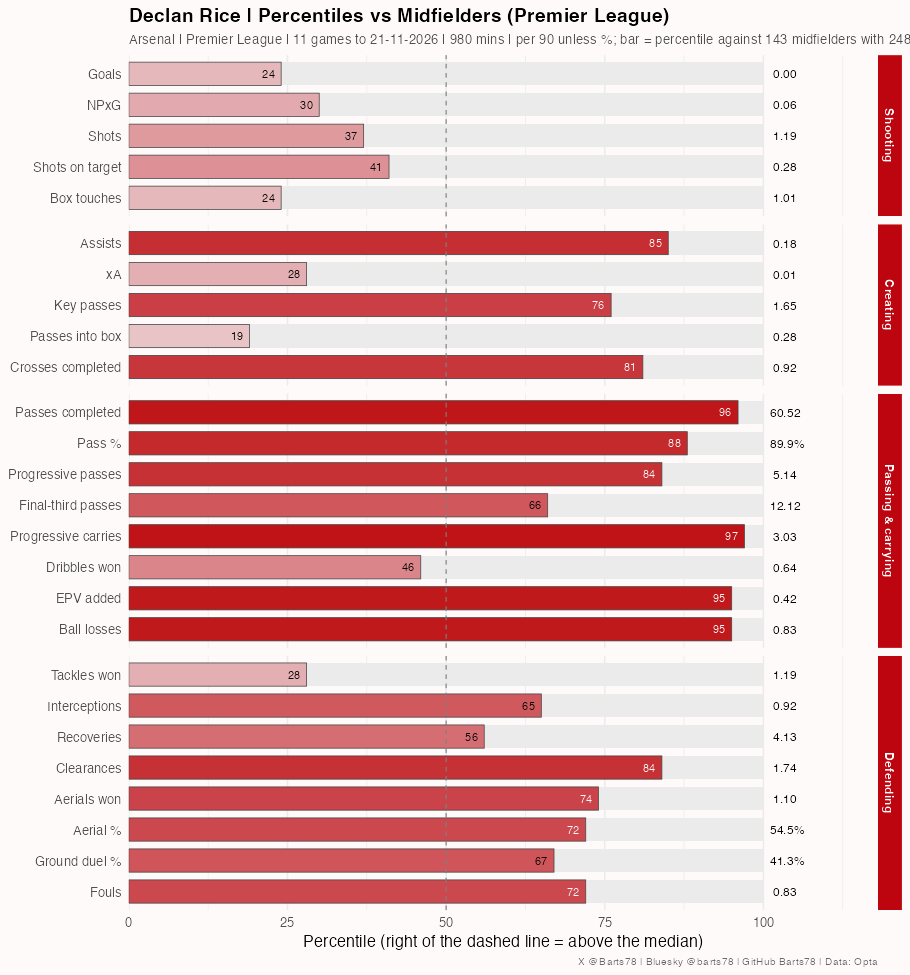 Declan Rice | Percentiles vs Midfielders (Premier League)
Arsenal | Premier League | 11 games to 21-11-2026 | 980 mins | per 90 unless %; bar = percentile against 143 midfielders with 248
Goals 24 0.00
NPxG 30 0.06
Shots 37 1.19
Shots on target 41 0.28
Box touches 24 1.01
Shooting
Assists 85 0.18
xA 28 0.01
Key passes 76 1.65
Passes into box 19 0.28
Crosses completed 81 0.92
Creating
Passes completed 96 60.52
Pass % 88 89.9%
Progressive passes 84 5.14
Final-third passes 66 12.12
Progressive carries 97 3.03
Dribbles won 46 0.64
EPV added 95 0.42
Ball losses 95 0.83
Passing & carrying
Tackles won 28 1.19
Interceptions 65 0.92
Recoveries 56 4.13
Clearances 84 1.74
Aerials won 74 1.10
Aerial % 72 54.5%
Ground duel % 67 41.3%
Fouls 72 0.83
Defending
0 25 50 75 100
Percentile (right of the dashed line = above the median)
X @Barts78 | Bluesky @barts78 | GitHub Barts78 | Data: Opta